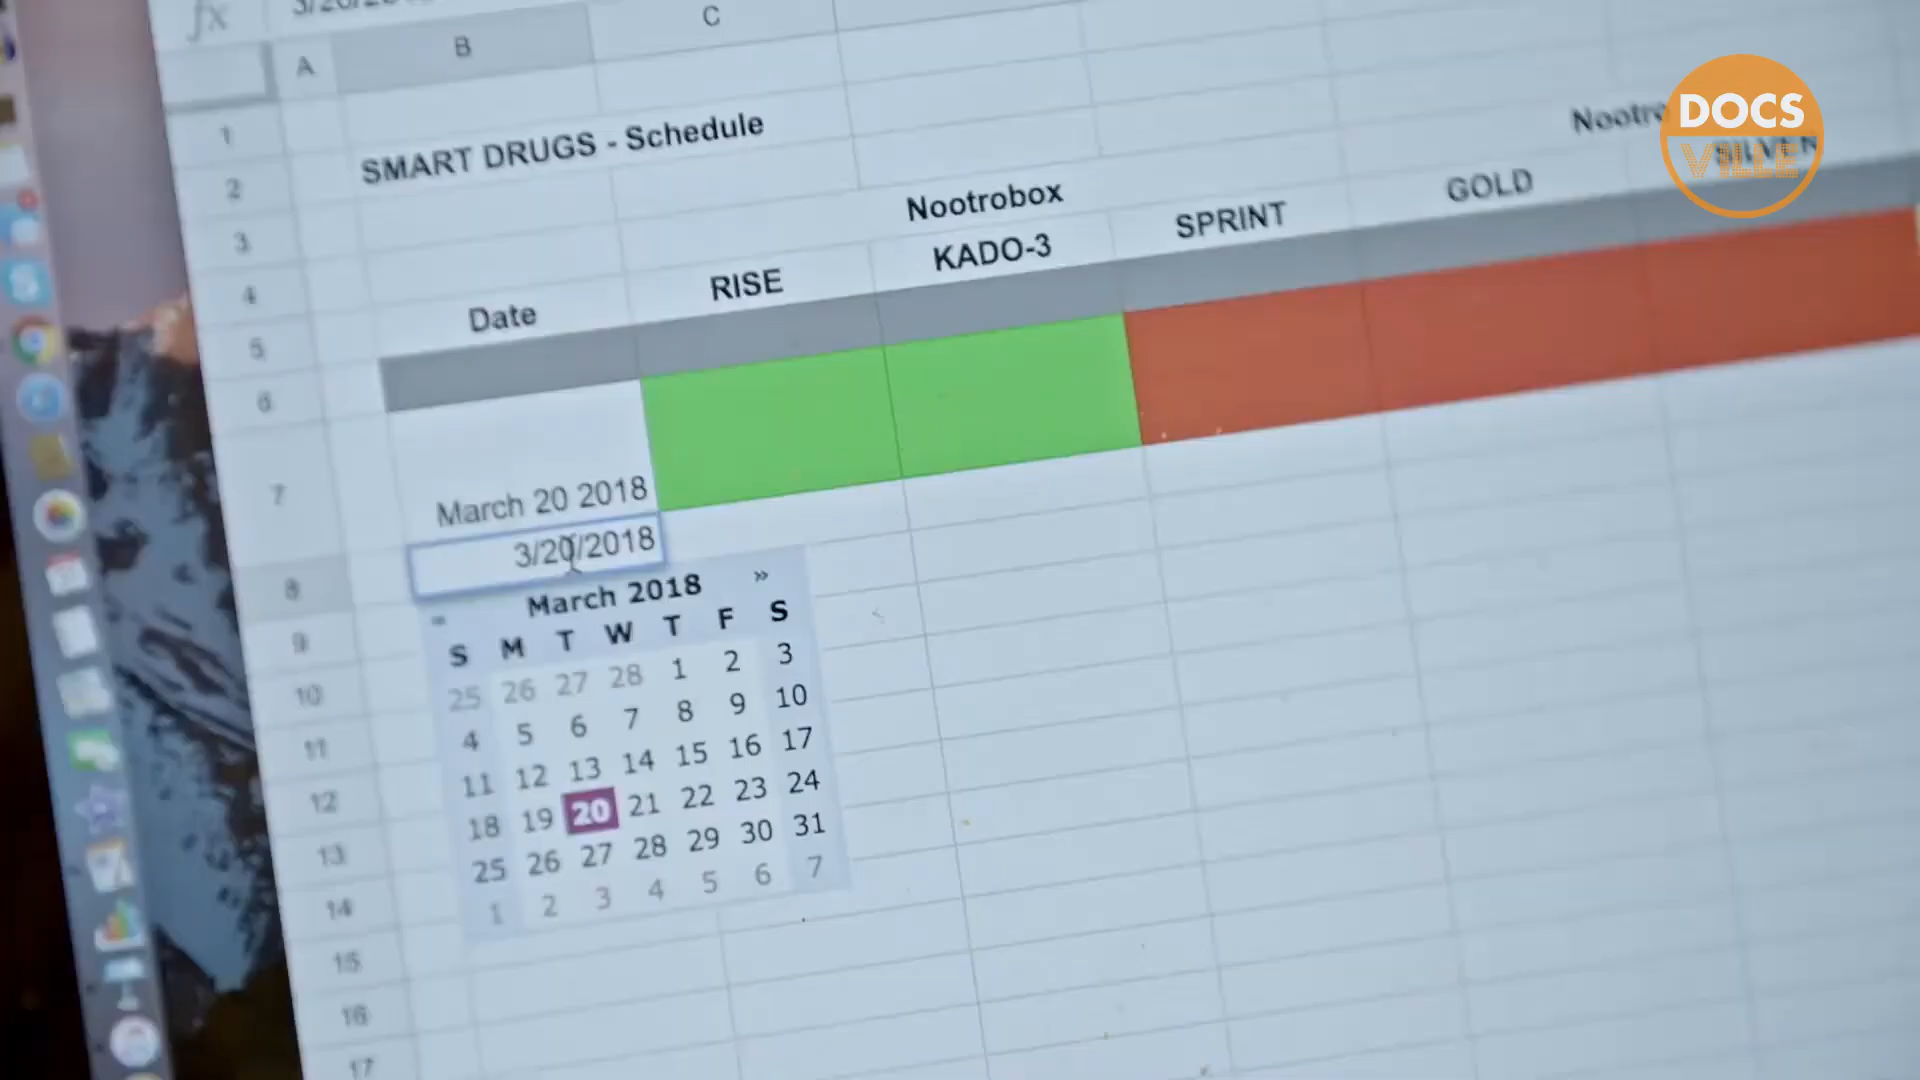 fx
A B C
1
SMART DRUGS - Schedule
2
Nootrobox
3
RISE KADO-3 SPRINT GOLD SILVER
4
Date
5
6
7
March 20 2018
3/20/2018
8
March 2018 »
S M T W T F S
25 26 27 28 1 2 3
4 5 6 7 8 9 10
11 12 13 14 15 16 17
18 19 20 21 22 23 24
25 26 27 28 29 30 31
1 2 3 4 5 6 7
9
10
11
12
13
14
15
16
17
DOCS
VILLE